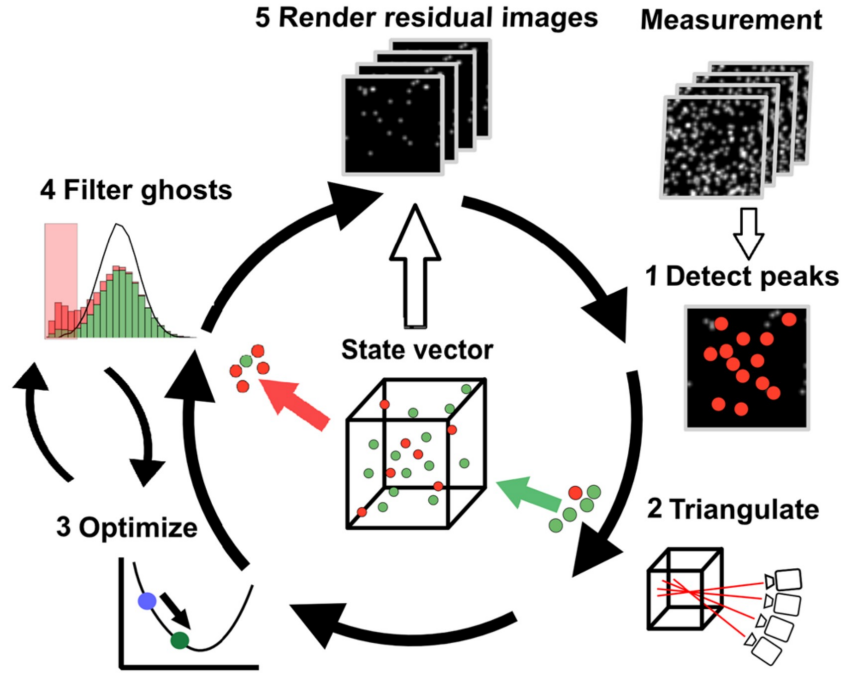 5 Render residual images
Measurement
4 Filter ghosts
1 Detect peaks
State vector
2 Triangulate
3 Optimize